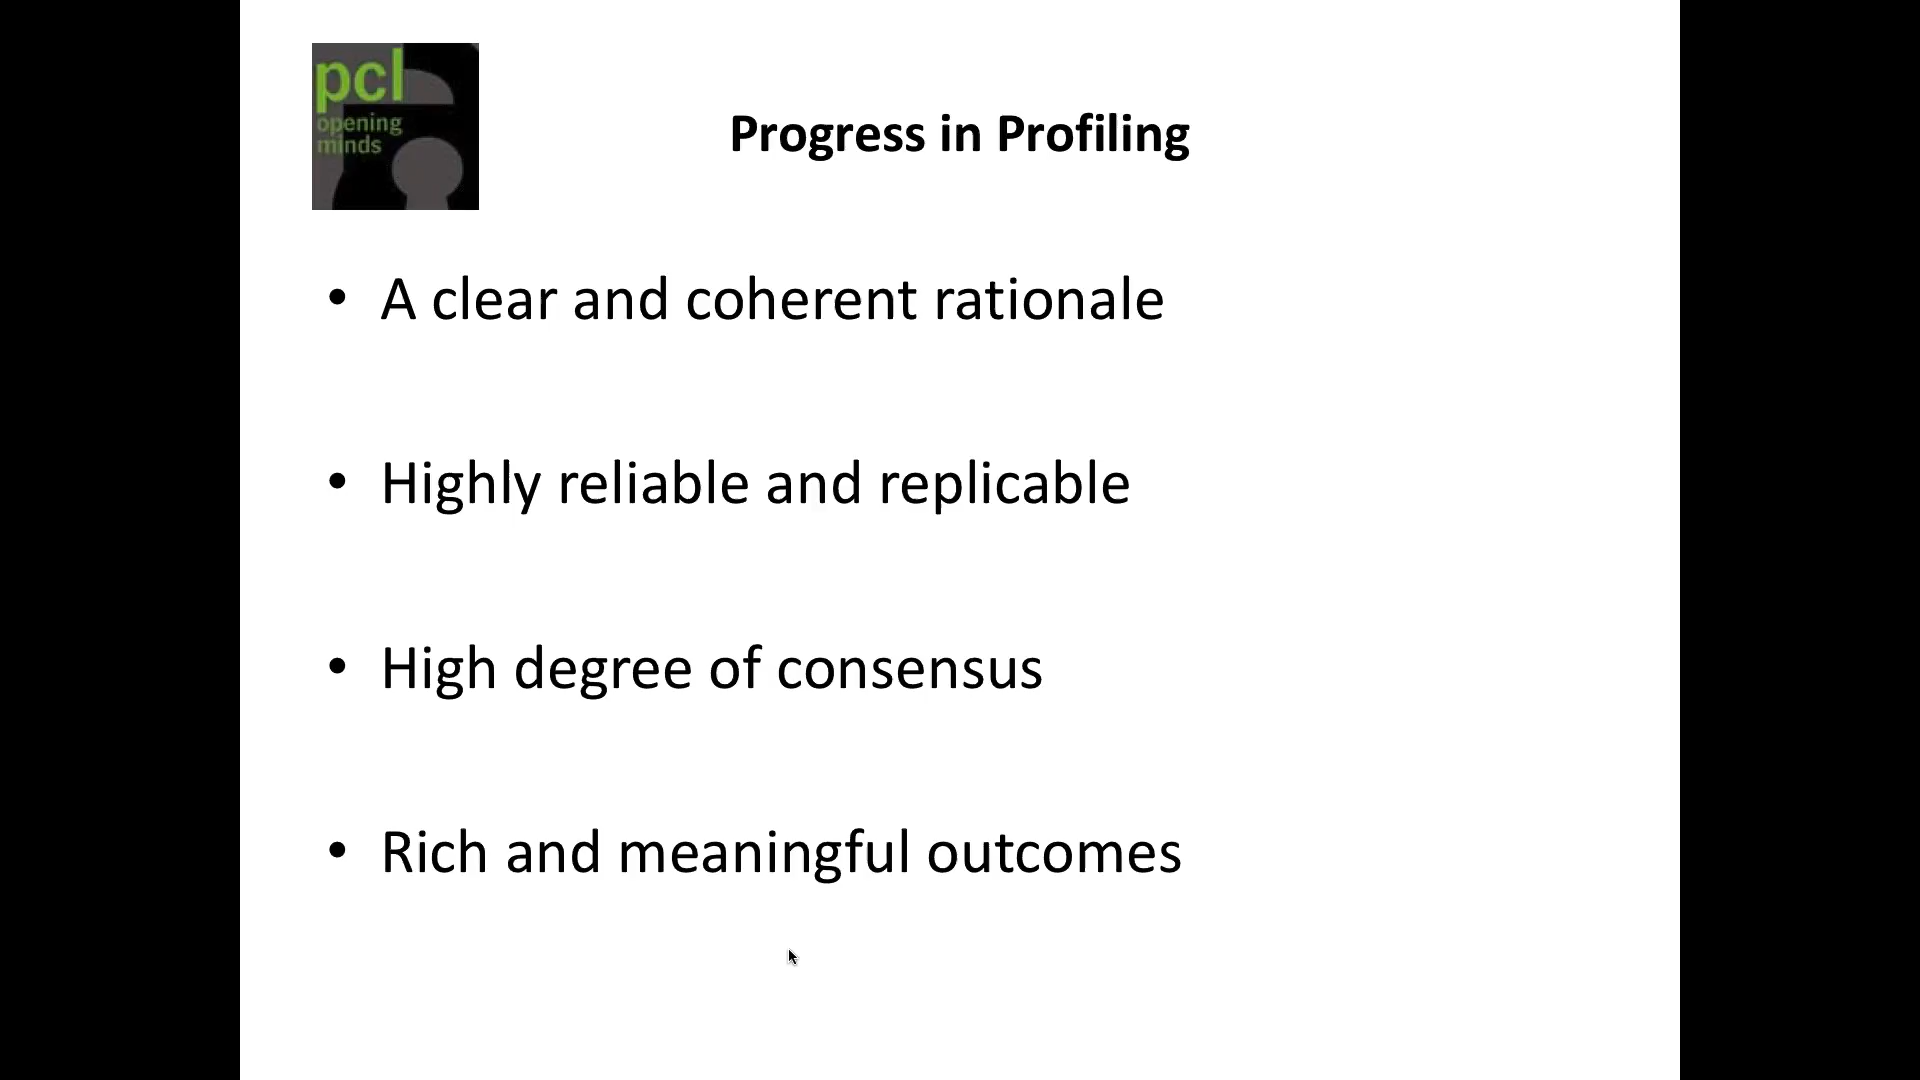 pcl
opening
minds
Progress in Profiling
• A clear and coherent rationale
• Highly reliable and replicable
• High degree of consensus
• Rich and meaningful outcomes